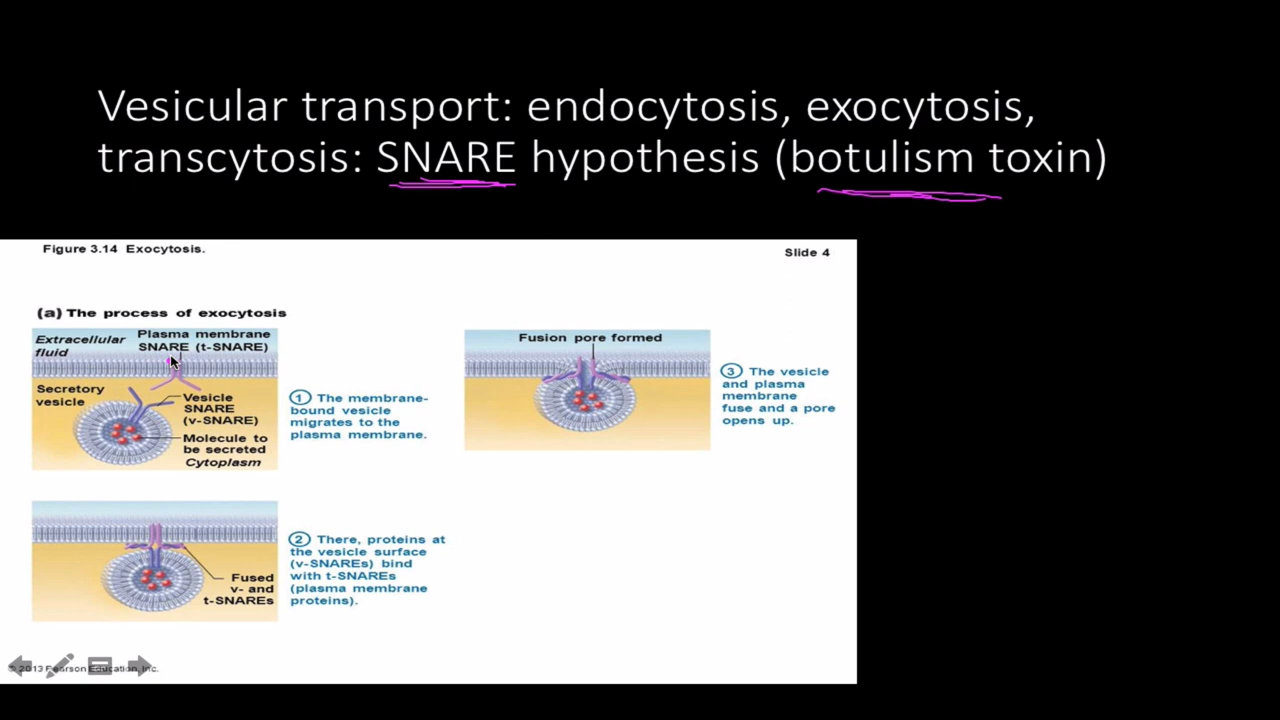 Vesicular transport: endocytosis, exocytosis,
transcytosis: SNARE hypothesis (botulism toxin)
Figure 3.14 Exocytosis.
Slide 4
(a) The process of exocytosis
Extracellular
fluid
Plasma membrane
SNARE (t-SNARE)
Secretory
vesicle
Vesicle
SNARE
(v-SNARE)
Molecule to
be secreted
Cytoplasm
1 The membrane-
bound vesicle
migrates to the
plasma membrane.
Fusion pore formed
3 The vesicle
and plasma
membrane
fuse and a pore
opens up.
Fused
v- and
t-SNAREs
2 There, proteins at
the vesicle surface
(v-SNAREs) bind
with t-SNAREs
(plasma membrane
proteins).
© 2013 Pearson Education, Inc.